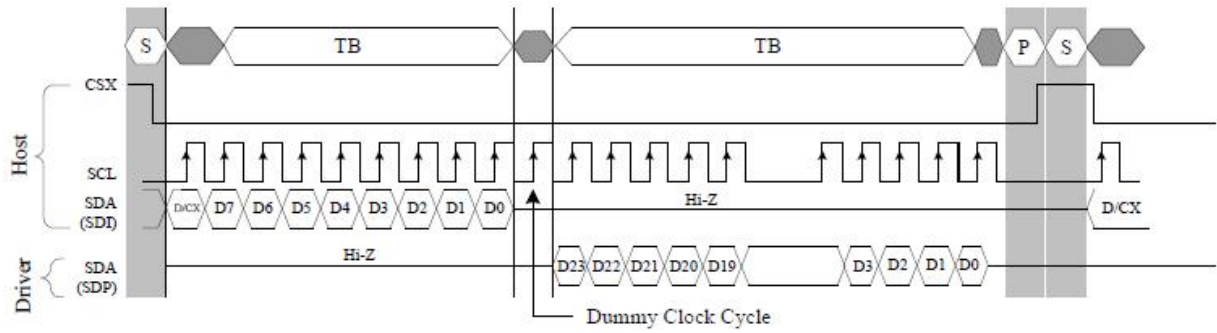 S TB TB P S
CSX
Host
SCL
SDA (SDI) D/CX D7 D6 D5 D4 D3 D2 D1 D0 Hi-Z D/CX
Driver
SDA (SDP) Hi-Z D23 D22 D21 D20 D19 D3 D2 D1 D0
Dummy Clock Cycle